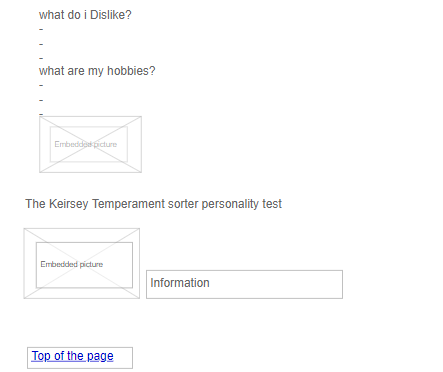 what do i Dislike?
-
-
-
what are my hobbies?
-
-
-
Embedded picture
The Keirsey Temperament sorter personality test
Embedded picture
Information
Top of the page